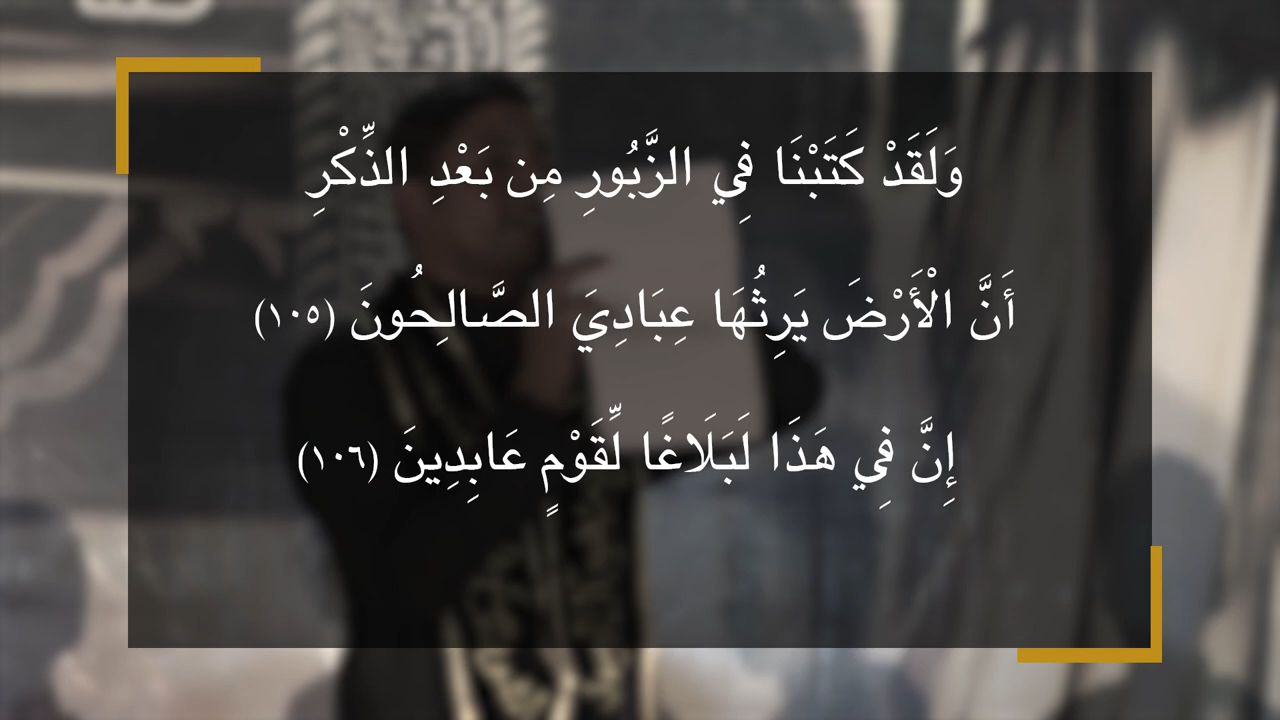 وَلَقَدْ كَتَبْنَا فِي الزَّبُورِ مِن بَعْدِ الذِّكْرِ
أَنَّ الْأَرْضَ يَرِثُهَا عِبَادِيَ الصَّالِحُونَ (١٠٥)
إِنَّ فِي هَذَا لَبَلَاغًا لِّقَوْمٍ عَابِدِينَ (١٠٦)